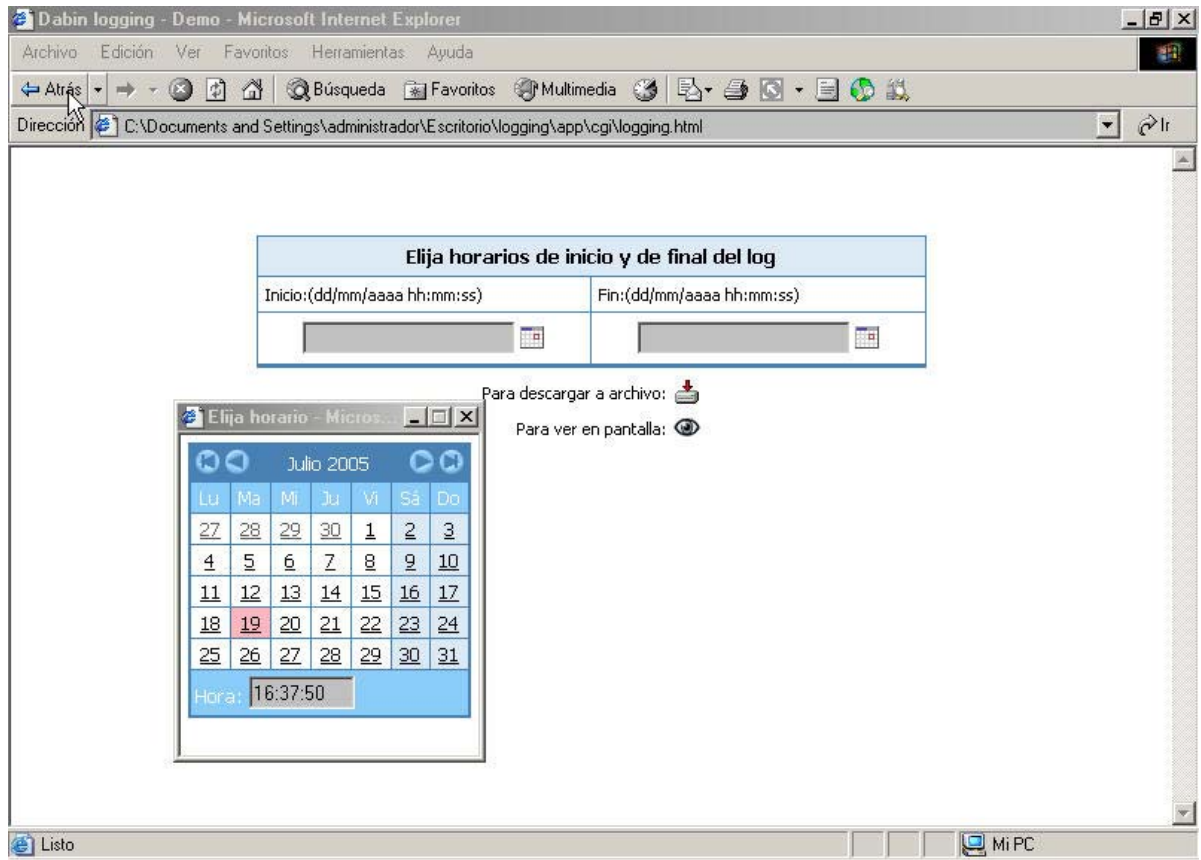 Dabin logging - Demo - Microsoft Internet Explorer
Archivo Edición Ver Favoritos Herramientas Ayuda
Atrás Búsqueda Favoritos Multimedia
Dirección C:\Documents and Settings\administrador\Escritorio\logging\app\cgi\logging.html Ir
Elija horarios de inicio y de final del log
Inicio:(dd/mm/aaaa hh:mm:ss) Fin:(dd/mm/aaaa hh:mm:ss)
Para descargar a archivo:
Para ver en pantalla:
Elija horario - Micros...
Julio 2005
Lu Ma Mi Ju Vi Sá Do
27 28 29 30 1 2 3
4 5 6 7 8 9 10
11 12 13 14 15 16 17
18 19 20 21 22 23 24
25 26 27 28 29 30 31
Hora: 16:37:50
Listo Mi PC